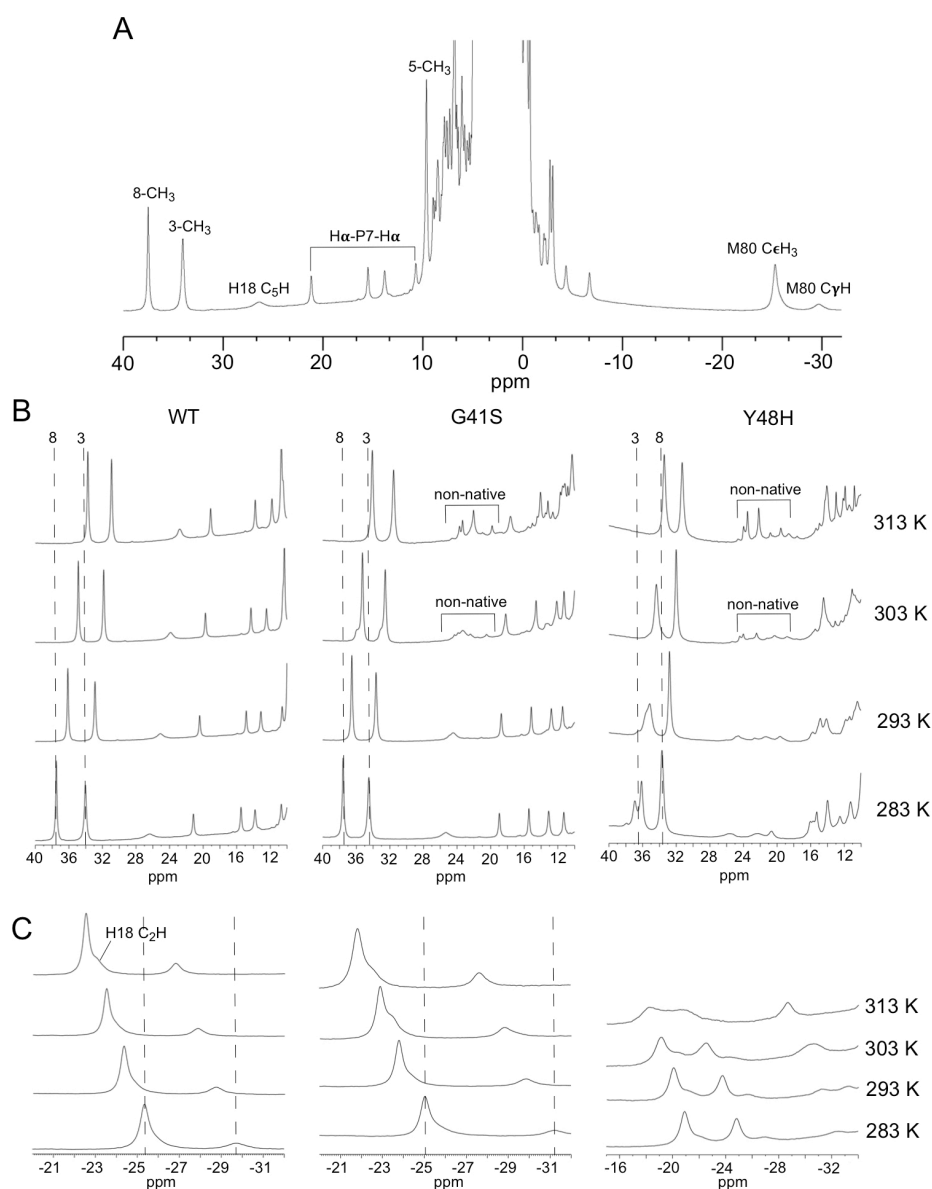 A
5-CH₃
8-CH₃
3-CH₃
Hα-P7-Hα
H18 C₅H
M80 CϵH₃
M80 CγH
40 30 20 10 0 -10 -20 -30
ppm
B
WT G41S Y48H
8 3 8 3 3 8
non-native non-native
313 K
non-native non-native
303 K
293 K
283 K
40 36 32 28 24 20 16 12 40 36 32 28 24 20 16 12 40 36 32 28 24 20 16 12
ppm ppm ppm
C
H18 C₂H
313 K
303 K
293 K
283 K
-21 -23 -25 -27 -29 -31 -21 -23 -25 -27 -29 -31 -16 -20 -24 -28 -32
ppm ppm ppm